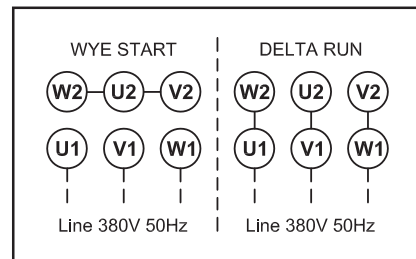 WYE START
W2 U2 V2
U1 V1 W1
Line 380V 50Hz
DELTA RUN
W2 U2 V2
U1 V1 W1
Line 380V 50Hz